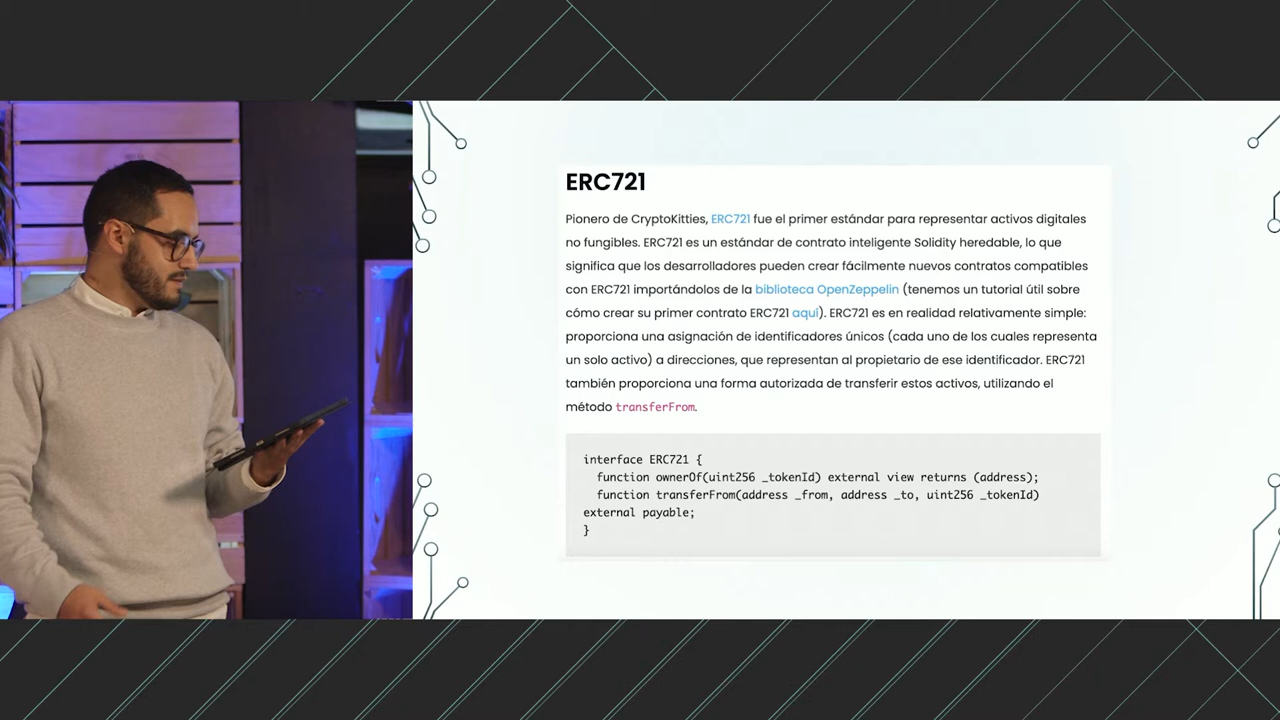 ERC721
Pionero de CryptoKitties, ERC721 fue el primer estándar para representar activos digitales
no fungibles. ERC721 es un estándar de contrato inteligente Solidity heredable, lo que
significa que los desarrolladores pueden crear fácilmente nuevos contratos compatibles
con ERC721 importándolos de la biblioteca OpenZeppelin (tenemos un tutorial útil sobre
cómo crear su primer contrato ERC721 aquí). ERC721 es en realidad relativamente simple:
proporciona una asignación de identificadores únicos (cada uno de los cuales representa
un solo activo) a direcciones, que representan al propietario de ese identificador. ERC721
también proporciona una forma autorizada de transferir estos activos, utilizando el
método transferFrom.
interface ERC721 {
function ownerOf(uint256 _tokenId) external view returns (address);
function transferFrom(address _from, address _to, uint256 _tokenId)
external payable;
}